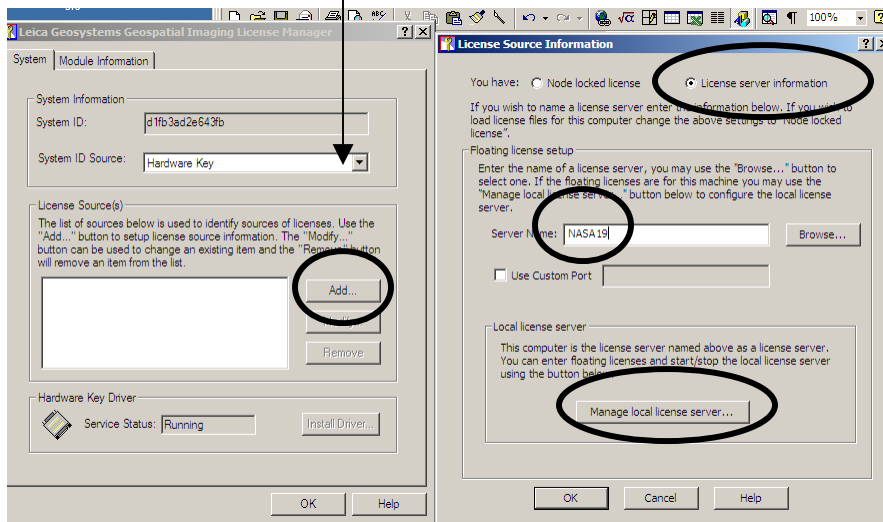 100%
Leica Geosystems Geospatial Imaging License Manager
System
Module Information
System Information
System ID:
d1fb3ad2e643fb
System ID Source:
Hardware Key
License Source(s)
The list of sources below is used to identify sources of licenses. Use the
"Add..." button to setup license source information. The "Modify..."
button can be used to change an existing item and the "Remove" button
will remove an item from the list.
Add...
Modify...
Remove
Hardware Key Driver
Service Status:
Running
Install Driver...
OK
Help
License Source Information
You have:
Node locked license
License server information
If you wish to name a license server enter the information below. If you wish to
load license files for this computer change the above settings to "Node locked
license".
Floating license setup
Enter the name of a license server, you may use the "Browse..." button to
select one. If the floating licenses are for this machine you may use the
"Manage local license server..." button below to configure the local license
server.
Server Name:
NASA19
Browse...
Use Custom Port
Local license server
This computer is the license server named above as a license server.
You can enter floating licenses and start/stop the local license server
using the button below.
Manage local license server...
OK
Cancel
Help